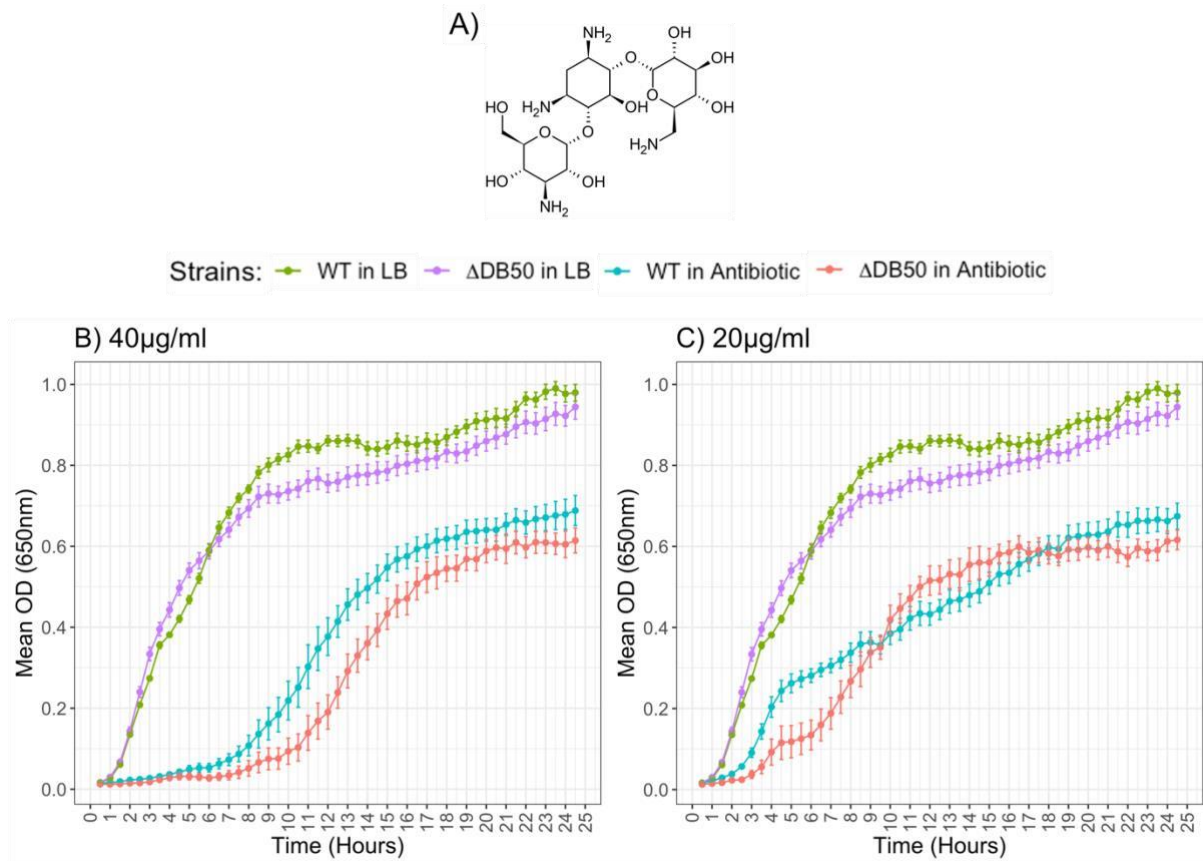 A)
NH₂
OH
O
OH
O
H₂N
OH
OH
HO
O
H₂N
O
HO
OH
NH₂
Strains: WT in LB ΔDB50 in LB WT in Antibiotic ΔDB50 in Antibiotic
B) 40µg/ml
1.0
0.8
0.6
0.4
0.2
0.0
Mean OD (650nm)
0 1 2 3 4 5 6 7 8 9 10 11 12 13 14 15 16 17 18 19 20 21 22 23 24 25
Time (Hours)
C) 20µg/ml
1.0
0.8
0.6
0.4
0.2
0.0
Mean OD (650nm)
0 1 2 3 4 5 6 7 8 9 10 11 12 13 14 15 16 17 18 19 20 21 22 23 24 25
Time (Hours)